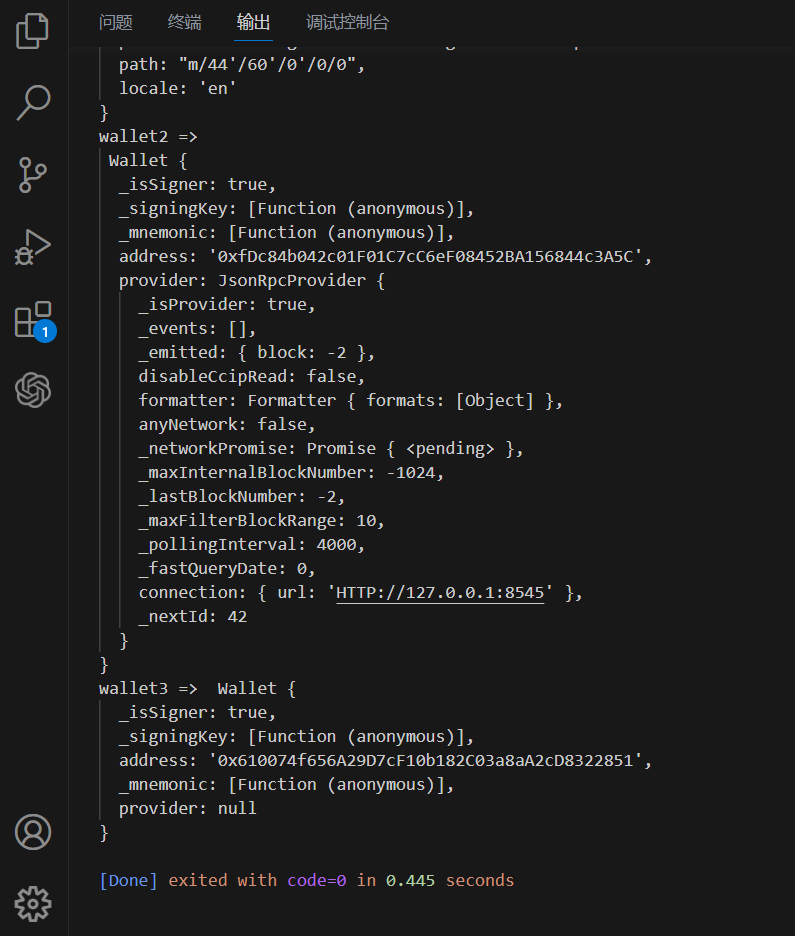 问题 终端 输出 调试控制台
path: "m/44'/60'/0'/0/0",
locale: 'en'
}
wallet2 =>
Wallet {
_isSigner: true,
_signingKey: [Function (anonymous)],
_mnemonic: [Function (anonymous)],
address: '0xfDc84b042c01F01C7cC6eF08452BA156844c3A5C',
provider: JsonRpcProvider {
_isProvider: true,
_events: [],
_emitted: { block: -2 },
disableCcipRead: false,
formatter: Formatter { formats: [Object] },
anyNetwork: false,
_networkPromise: Promise { <pending> },
_maxInternalBlockNumber: -1024,
_lastBlockNumber: -2,
_maxFilterBlockRange: 10,
_pollingInterval: 4000,
_fastQueryDate: 0,
connection: { url: 'HTTP://127.0.0.1:8545' },
_nextId: 42
}
}
wallet3 =>  Wallet {
_isSigner: true,
_signingKey: [Function (anonymous)],
address: '0x610074f656A29D7cF10b182C03a8aA2cD8322851',
_mnemonic: [Function (anonymous)],
provider: null
}
[Done] exited with code=0 in 0.445 seconds
1